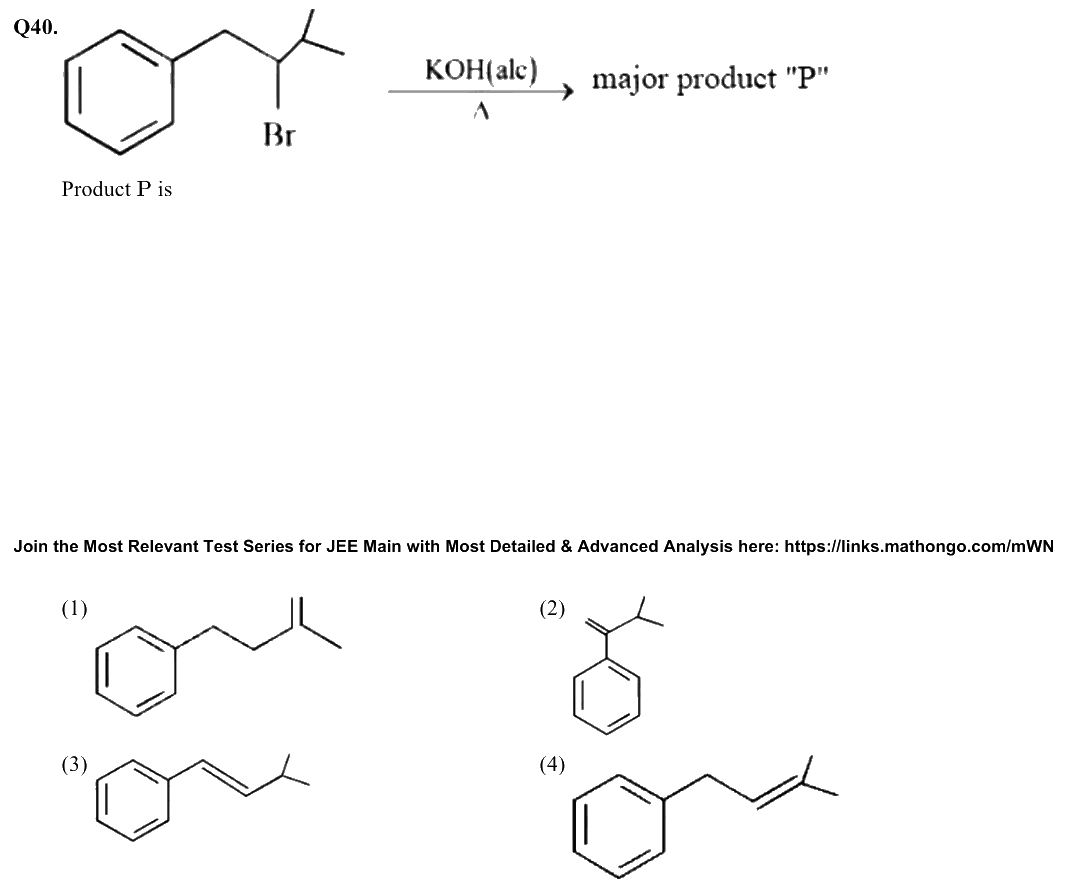 Q40.
KOH(alc)
Δ
major product "P"
Br
Product P is
Join the Most Relevant Test Series for JEE Main with Most Detailed & Advanced Analysis here: https://links.mathongo.com/mWN
(1)
(2)
(3)
(4)